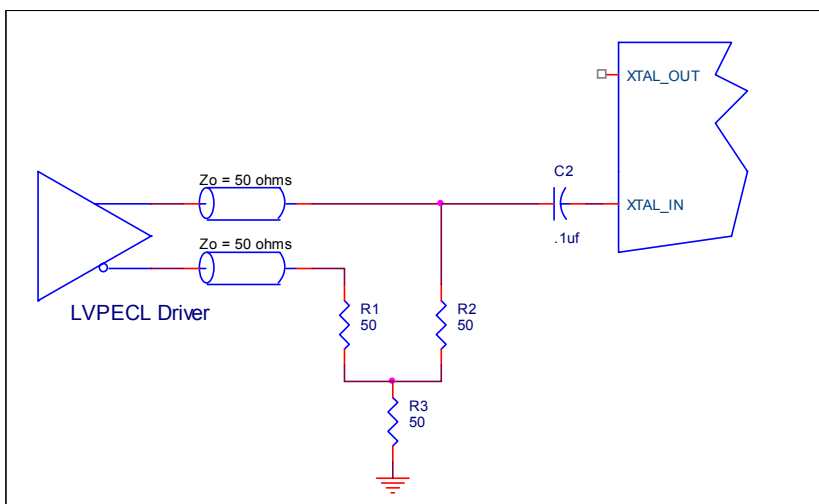 XTAL_OUT
Zo = 50 ohms
C2
XTAL_IN
.1uf
Zo = 50 ohms
LVPECL Driver
R1
50
R2
50
R3
50